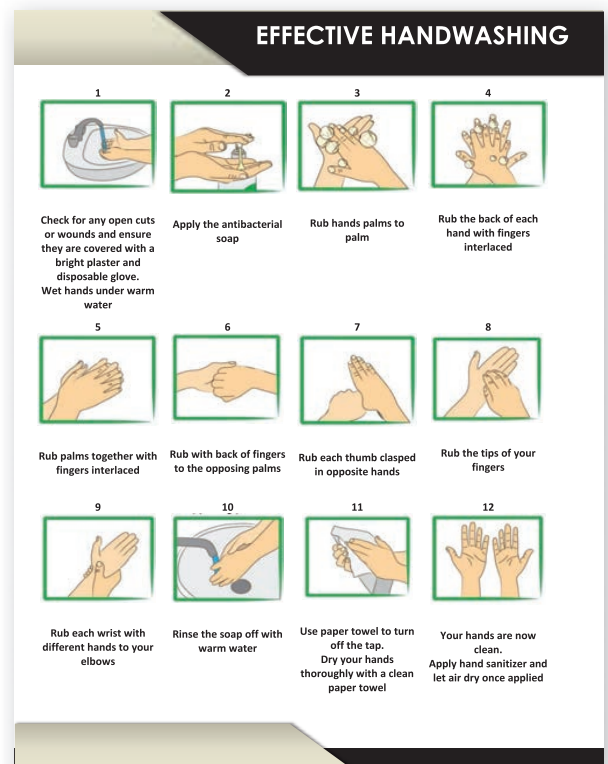 EFFECTIVE HANDWASHING
1
Check for any open cuts
or wounds and ensure
they are covered with a
bright plaster and
disposable glove.
Wet hands under warm
water
2
Apply the antibacterial
soap
3
Rub hands palms to
palm
4
Rub the back of each
hand with fingers
interlaced
5
Rub palms together with
fingers interlaced
6
Rub with back of fingers
to the opposing palms
7
Rub each thumb clasped
in opposite hands
8
Rub the tips of your
fingers
9
Rub each wrist with
different hands to your
elbows
10
Rinse the soap off with
warm water
11
Use paper towel to turn
off the tap.
Dry your hands
thoroughly with a clean
paper towel
12
Your hands are now
clean.
Apply hand sanitizer and
let air dry once applied